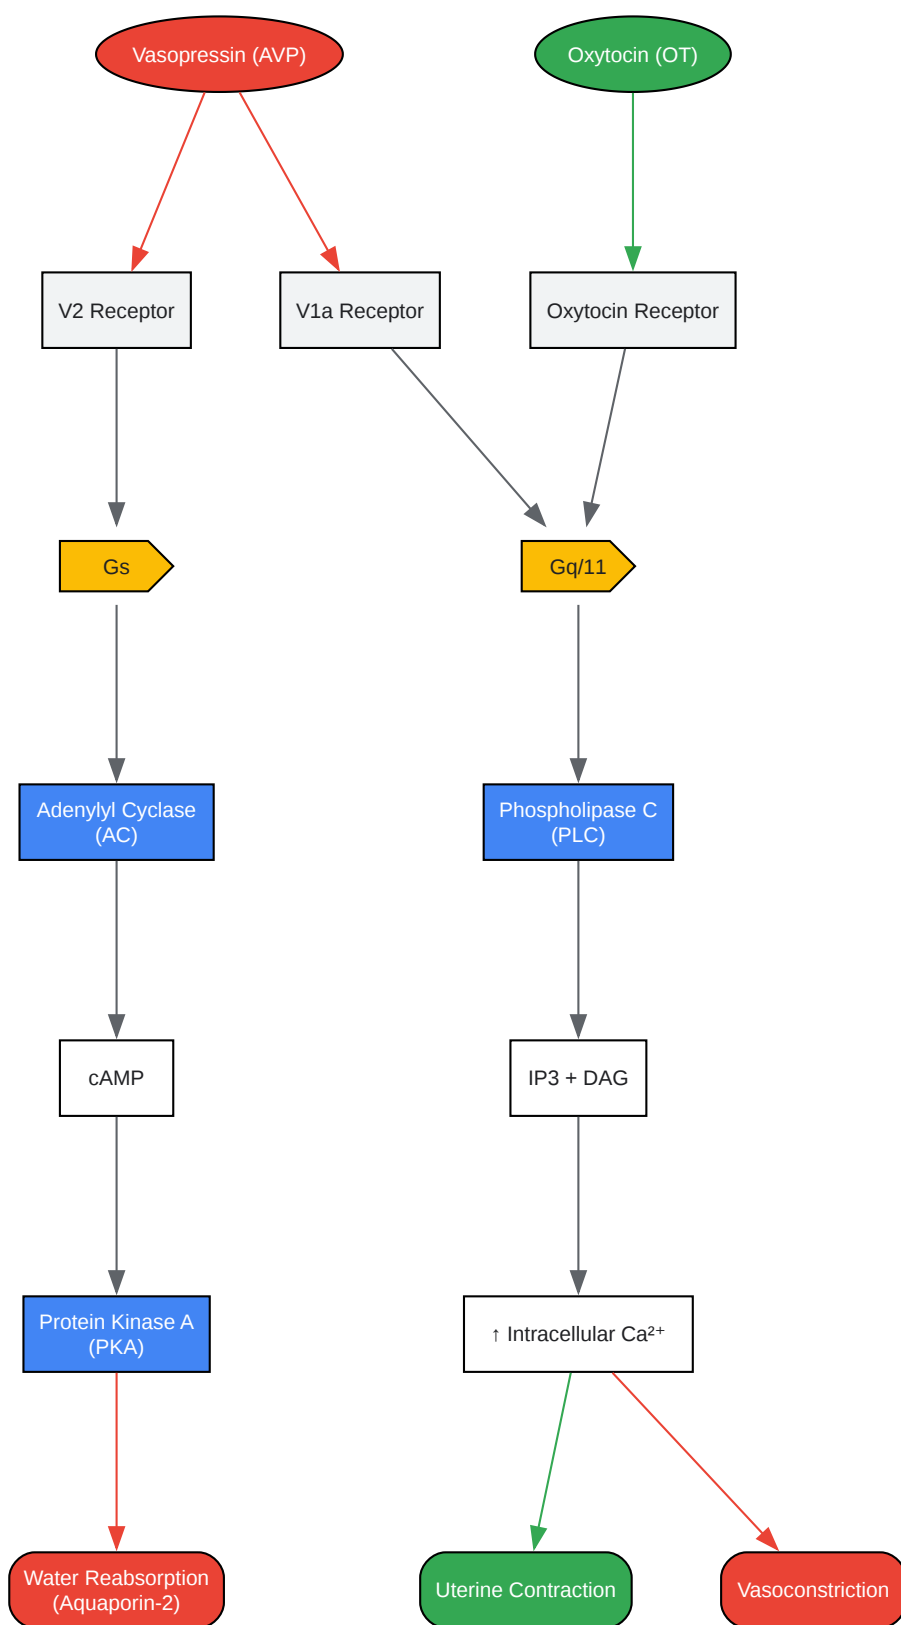 Vasopressin (AVP)
Oxytocin (OT)
V2 Receptor
V1a Receptor
Oxytocin Receptor
Gs
Gq/11
Adenylyl Cyclase
(AC)
Phospholipase C
(PLC)
cAMP
IP3 + DAG
Protein Kinase A
(PKA)
↑ Intracellular Ca²⁺
Water Reabsorption
(Aquaporin-2)
Uterine Contraction
Vasoconstriction